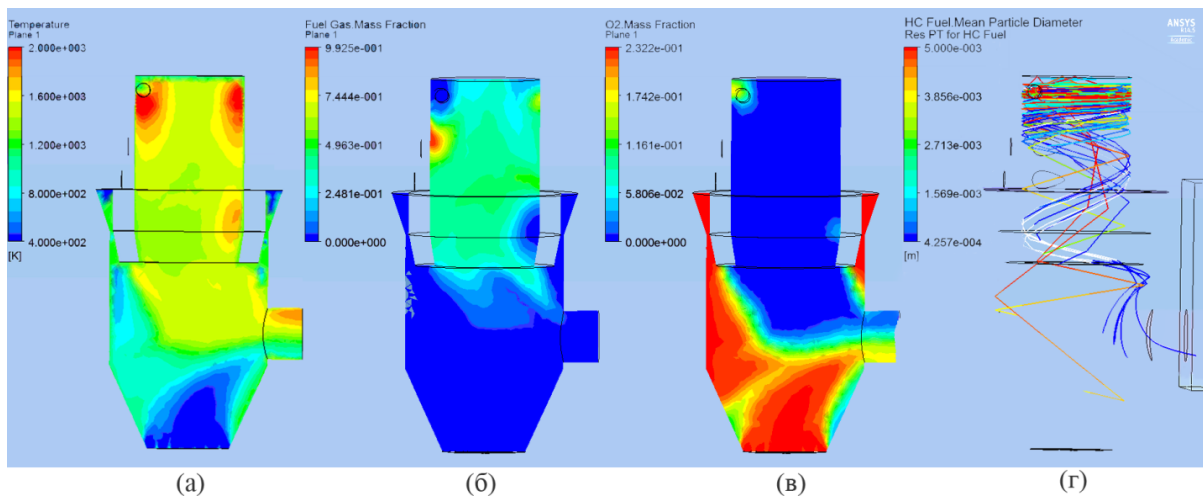 Temperature
Plane 1
2.000e+003
1.600e+003
1.200e+003
8.000e+002
4.000e+002
[K]
Fuel Gas.Mass Fraction
Plane 1
9.925e-001
7.444e-001
4.963e-001
2.481e-001
0.000e+000
O2.Mass Fraction
Plane 1
2.322e-001
1.742e-001
1.161e-001
5.806e-002
0.000e+000
HC Fuel.Mean Particle Diameter
Res PT for HC Fuel
5.000e-003
3.856e-003
2.713e-003
1.569e-003
4.257e-004
[m]
ANSYS
(а)
(б)
(в)
(г)